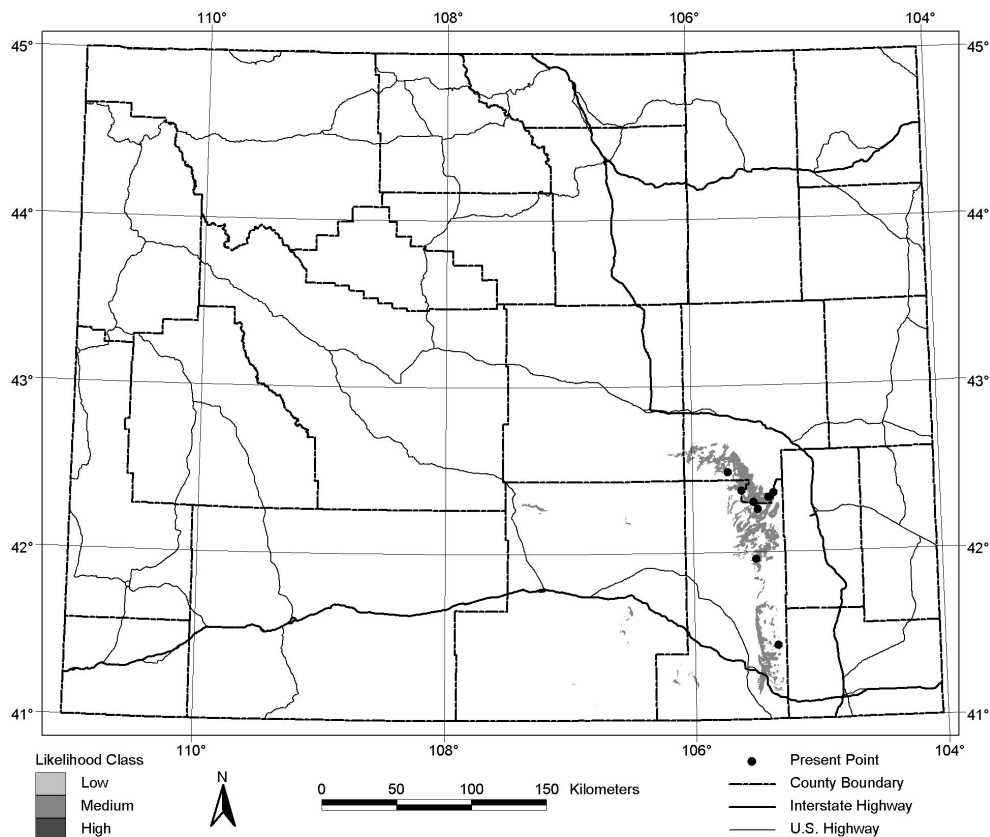 110° 108° 106° 104°
45° 45°
44° 44°
43° 43°
42° 42°
41° 41°
110° 108° 106° 104°
Likelihood Class
Low
Medium
High
N
0 50 100 150 Kilometers
Present Point
County Boundary
Interstate Highway
U.S. Highway